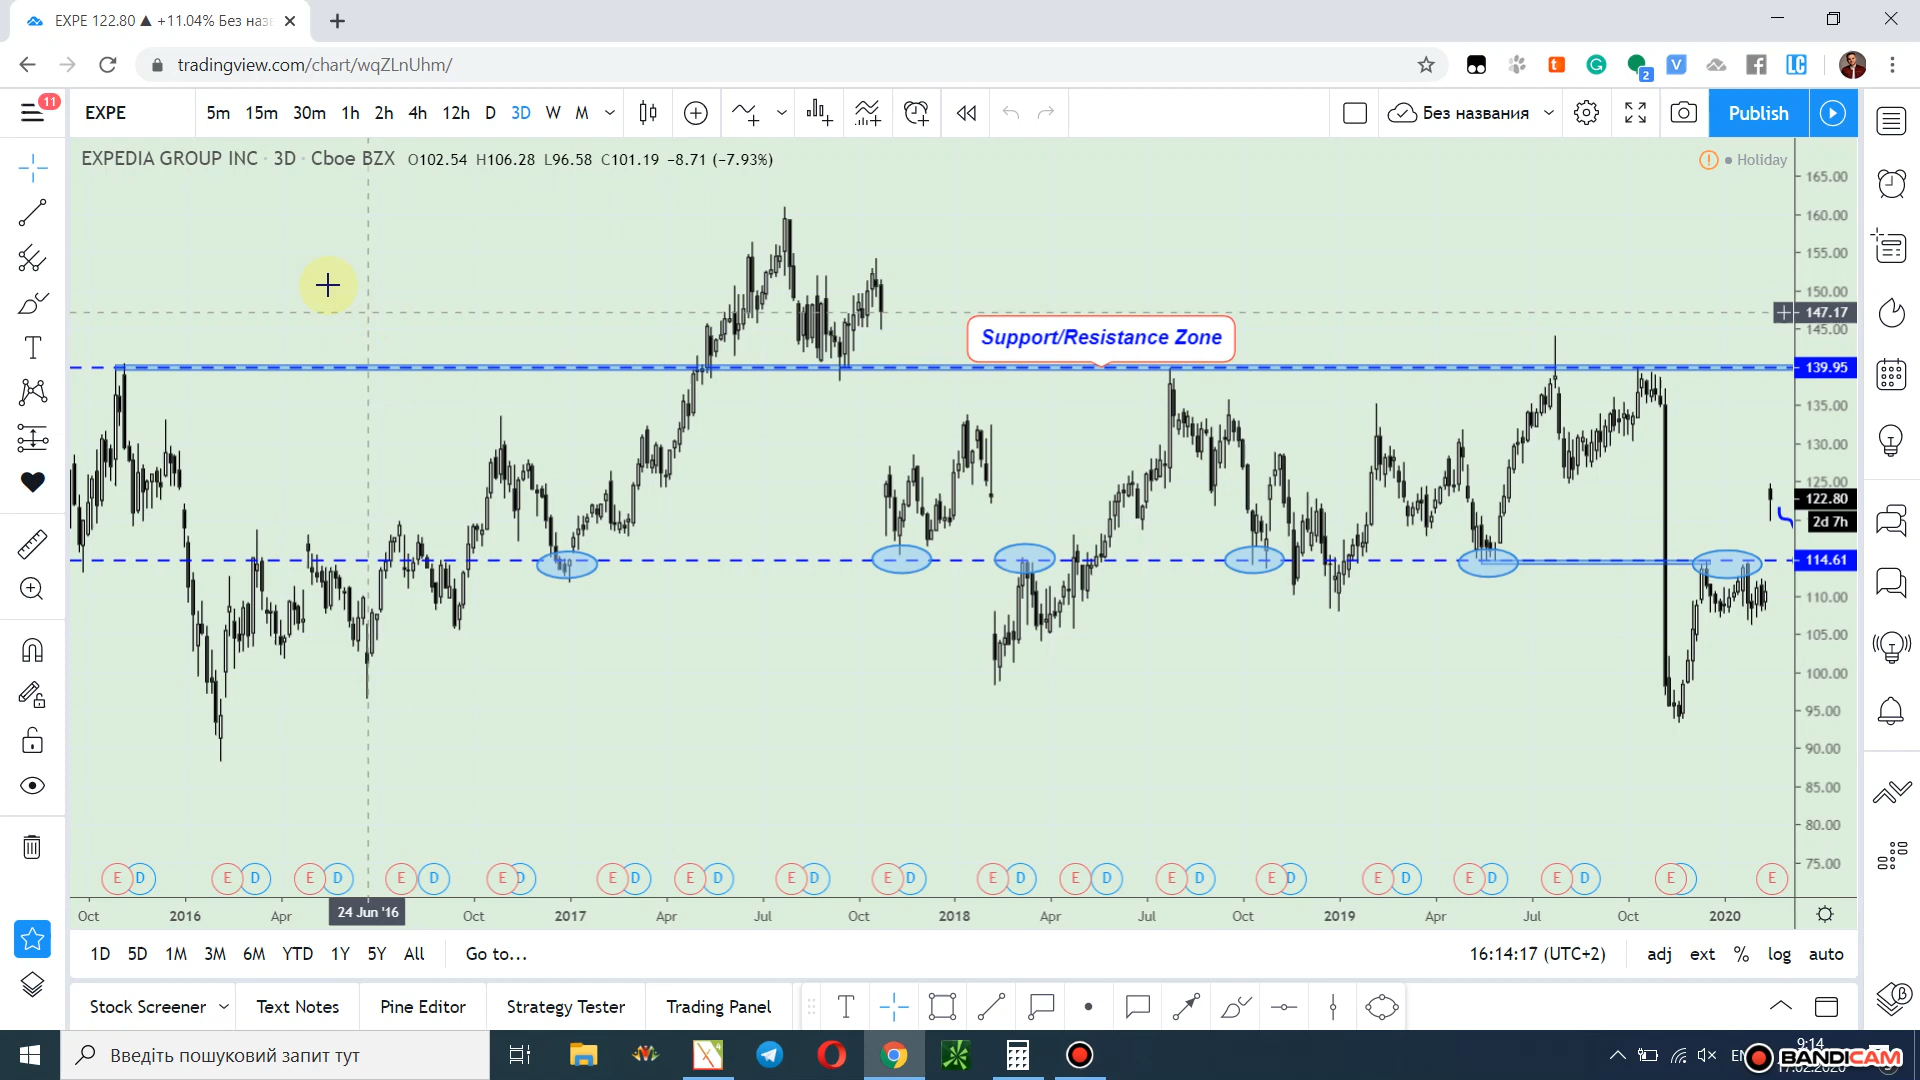 EXPE 122.80 ▲ +11.04% Без наз
tradingview.com/chart/wqZLnUhm/
2
11
EXPE 5m 15m 30m 1h 2h 4h 12h D 3D W M Без названия Publish
EXPEDIA GROUP INC · 3D · Cboe BZX O102.54 H106.28 L96.58 C101.19 −8.71 (−7.93%)
Holiday
165.00
160.00
155.00
150.00
147.17
145.00
Support/Resistance Zone
139.95
135.00
130.00
125.00
122.80
2d 7h
114.61
110.00
105.00
100.00
95.00
90.00
85.00
80.00
75.00
E D E D E D E D E D E D E D E D E D E D E D E D E D E D E D E D E E
Oct 2016 Apr 24 Jun '16 Oct 2017 Apr Jul Oct 2018 Apr Jul Oct 2019 Apr Jul Oct 2020
1D 5D 1M 3M 6M YTD 1Y 5Y All Go to... 16:14:17 (UTC+2) adj ext % log auto
Stock Screener Text Notes Pine Editor Strategy Tester Trading Panel
Введіть пошуковий запит тут
9:14
BANDICAM